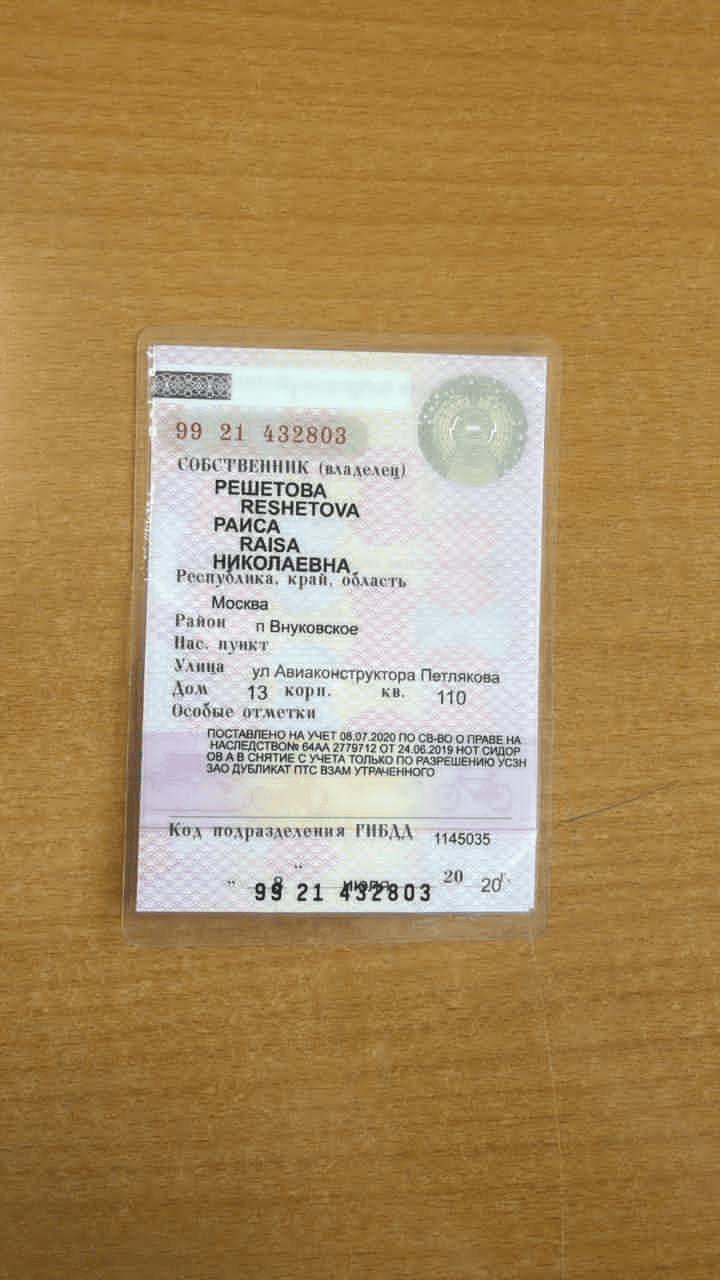 99 21 432803
СОБСТВЕННИК (владелец)
РЕШЕТОВА
RESHETOVA
РАИСА
RAISA
НИКОЛАЕВНА
Республика, край, область
Москва
Район п Внуковское
Нас. пункт
Улица ул Авиаконструктора Петлякова
Дом 13 корп. кв. 110
Особые отметки
ПОСТАВЛЕНО НА УЧЕТ 08.07.2020 ПО СВ-ВО О ПРАВЕ НА
НАСЛЕДСТВО№ 64АА 2779712 ОТ 24.06.2019 НОТ СИДОР
ОВ А В СНЯТИЕ С УЧЕТА ТОЛЬКО ПО РАЗРЕШЕНИЮ УСЗН
ЗАО ДУБЛИКАТ ПТС ВЗАМ УТРАЧЕННОГО
Код подразделения ГИБДД 1145035
" 8 " июля 20 20 г.
99 21 432803